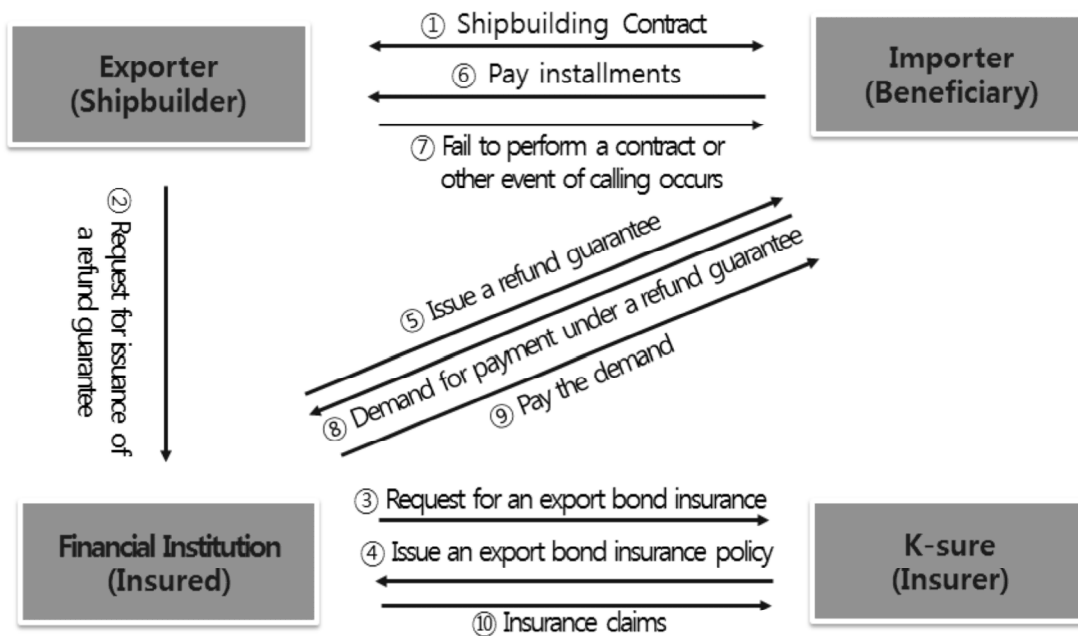 ① Shipbuilding Contract
Exporter
(Shipbuilder)
Importer
(Beneficiary)
⑥ Pay installments
⑦ Fail to perform a contract or
other event of calling occurs
② Request for issuance of
a refund guarantee
⑤ Issue a refund guarantee
⑧ Demand for payment under a refund guarantee
⑨ Pay the demand
③ Request for an export bond insurance
Financial Institution
(Insured)
④ Issue an export bond insurance policy
K-sure
(Insurer)
⑩ Insurance claims